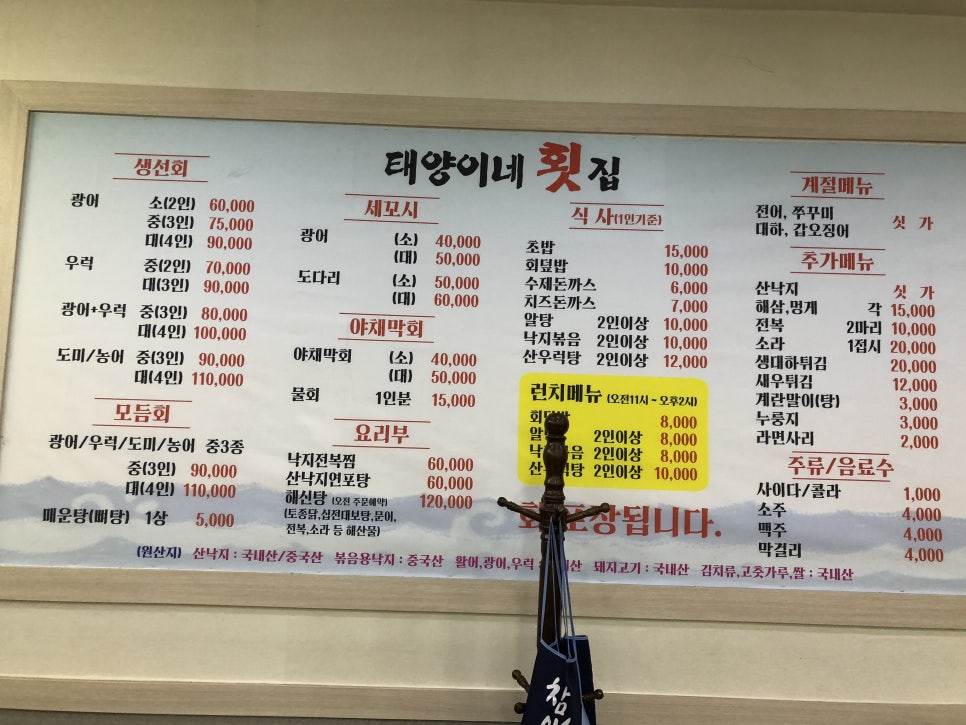 태양이네 횟집
생선회
광어 소(2인) 60,000
중(3인) 75,000
대(4인) 90,000
우럭 중(2인) 70,000
대(3인) 90,000
광어+우럭 중(3인) 80,000
대(4인) 100,000
도미/농어 중(3인) 90,000
대(4인) 110,000
모듬회
광어/우럭/도미/농어 중3종
중(3인) 90,000
대(4인) 110,000
매운탕(뼈탕) 1상 5,000
세꼬시
광어 (소) 40,000
(대) 50,000
도다리 (소) 50,000
(대) 60,000
야채막회
야채막회 (소) 40,000
(대) 50,000
물회 1인분 15,000
요리부
낙지전복찜 60,000
산낙지연포탕 60,000
해신탕 (오전 주문예약) 120,000
(토종닭,십전대보탕,문어,
전복,소라 등 해산물)
식 사(1인기준)
초밥 15,000
회덮밥 10,000
수제돈까스 6,000
치즈돈까스 7,000
알탕 2인이상 10,000
낙지볶음 2인이상 10,000
산우럭탕 2인이상 12,000
런치메뉴 (오전11시 ~ 오후2시)
회덮밥 8,000
알 2인이상 8,000
낙 볶음 2인이상 8,000
산 탕 2인이상 10,000
포장됩니다.
계절메뉴
전어, 쭈꾸미
대하, 갑오징어 싯 가
추가메뉴
산낙지 싯 가
해삼,멍게 각 15,000
전복 2마리 10,000
소라 1접시 20,000
생대하튀김 20,000
새우튀김 12,000
계란말이(탕) 3,000
누룽지 3,000
라면사리 2,000
주류/음료수
사이다/콜라 1,000
소주 4,000
맥주 4,000
막걸리 4,000
(원산지) 산낙지 : 국내산/중국산 볶음용낙지 : 중국산 활어,광어,우럭 산 돼지고기 : 국내산 김치류,고춧가루,쌀 : 국내산
참